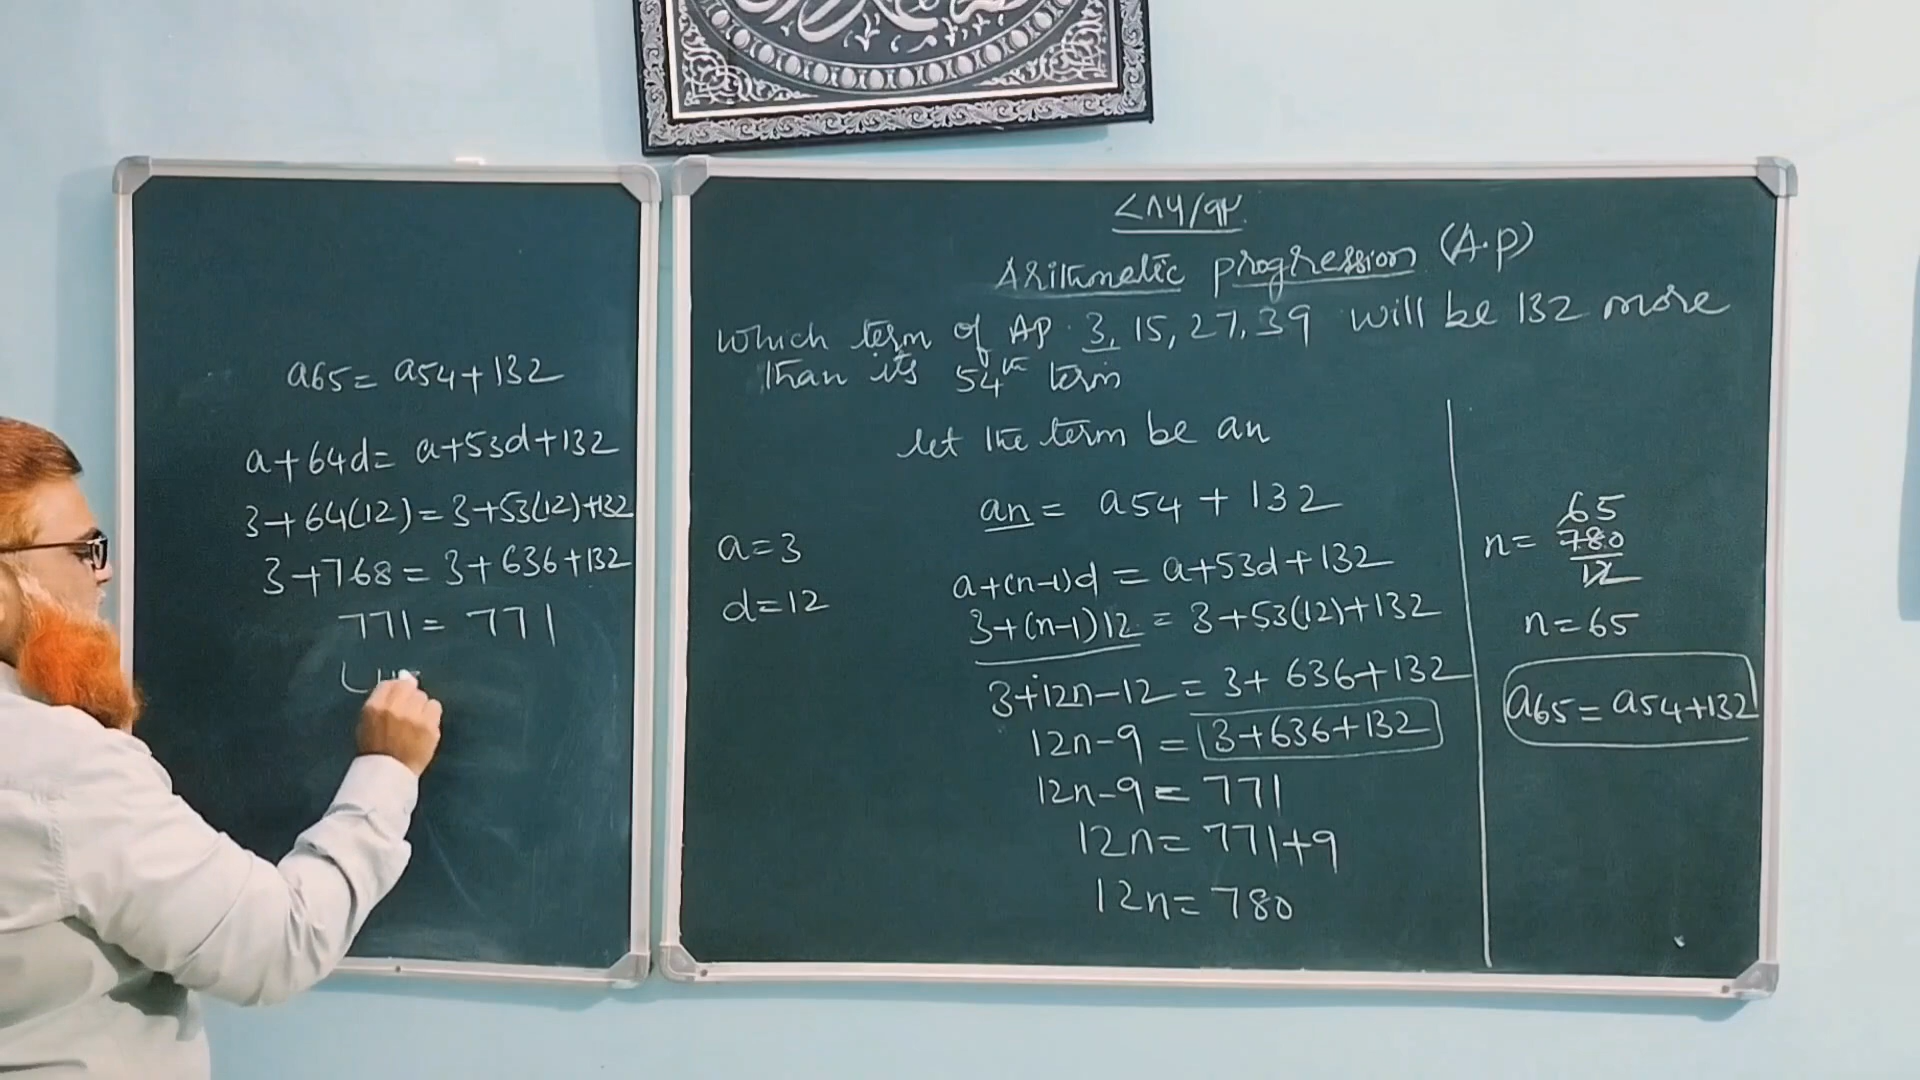 a65 = a54 + 132
a + 64d = a + 53d + 132
3 + 64(12) = 3 + 53(12) + 132
3 + 768 = 3 + 636 + 132
771 = 771
۷۸۶/۹۲
Arithmetic progression (A.P)
Which term of AP. 3, 15, 27, 39 will be 132 more
than its 54th term
let the term be an
an = a54 + 132
a = 3
d = 12
a + (n-1)d = a + 53d + 132
3 + (n-1)12 = 3 + 53(12) + 132
3 + 12n - 12 = 3 + 636 + 132
12n - 9 = 3 + 636 + 132
12n - 9 = 771
12n = 771 + 9
12n = 780
65
n = 780
12
n = 65
a65 = a54 + 132